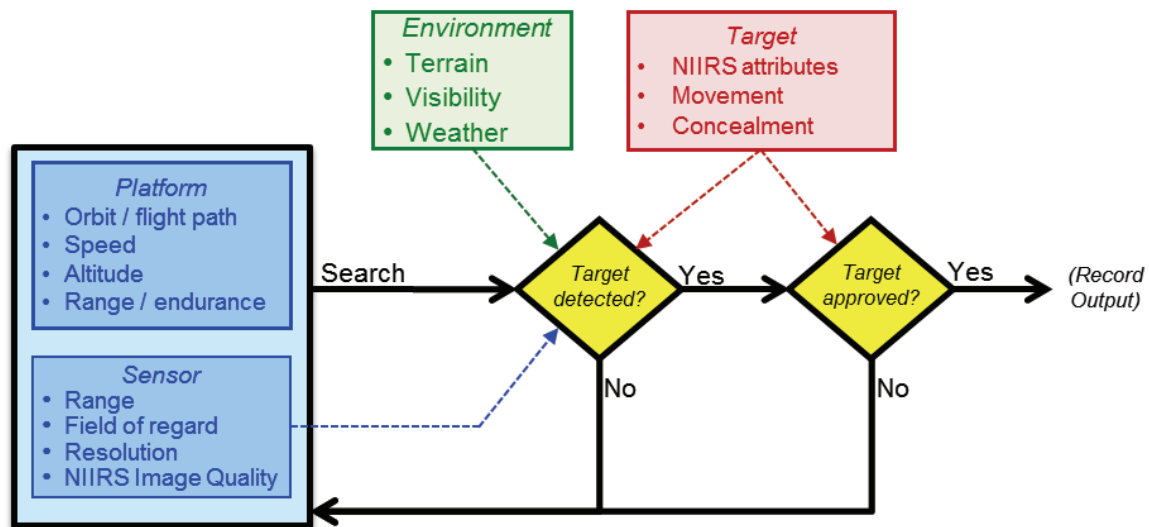 Environment
• Terrain
• Visibility
• Weather
Target
• NIIRS attributes
• Movement
• Concealment
Platform
• Orbit / flight path
• Speed
• Altitude
• Range / endurance
Sensor
• Range
• Field of regard
• Resolution
• NIIRS Image Quality
Search
Target
detected?
Yes
No
Target
approved?
Yes
No
(Record
Output)